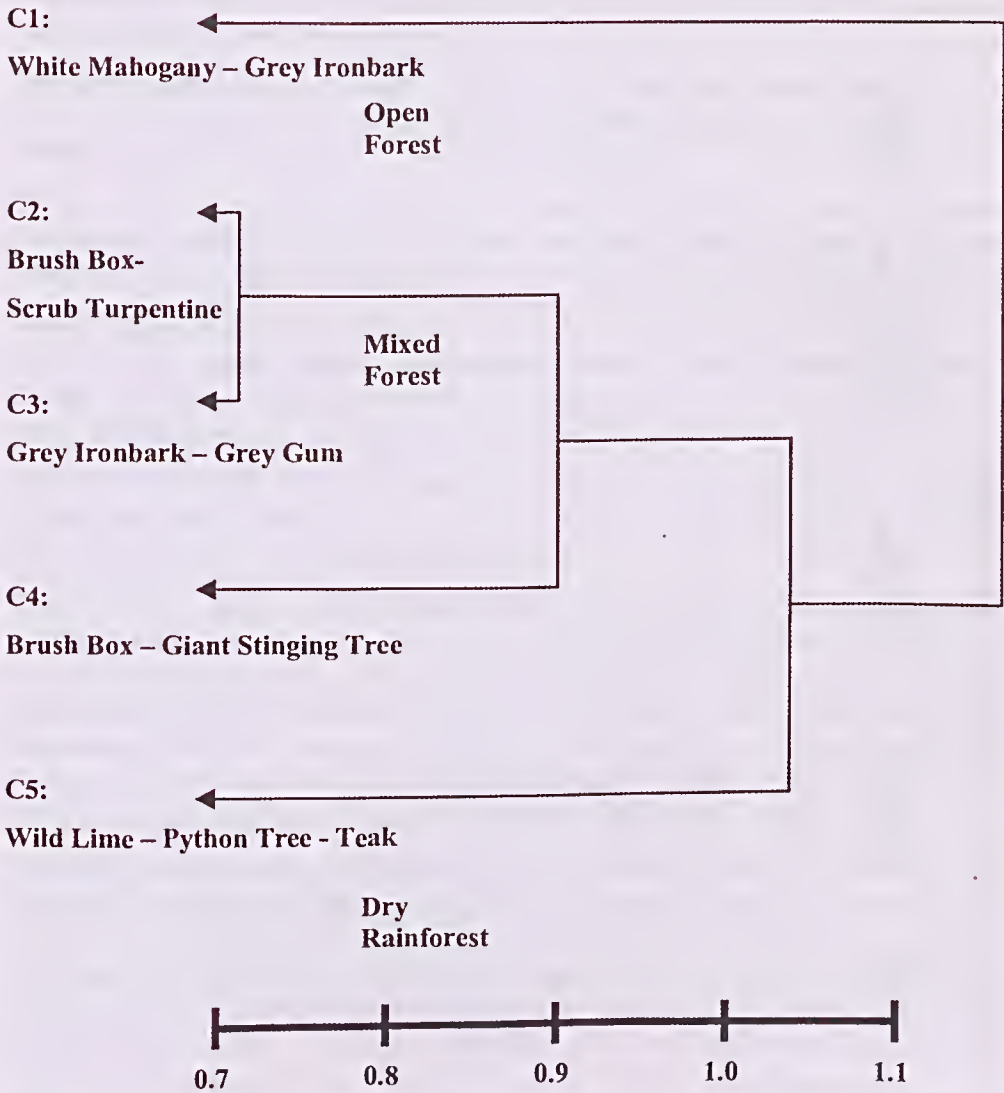 C1:
White Mahogany – Grey Ironbark
Open
Forest
C2:
Brush Box-
Scrub Turpentine
Mixed
Forest
C3:
Grey Ironbark – Grey Gum
C4:
Brush Box – Giant Stinging Tree
C5:
Wild Lime – Python Tree - Teak
Dry
Rainforest
0.7 0.8 0.9 1.0 1.1